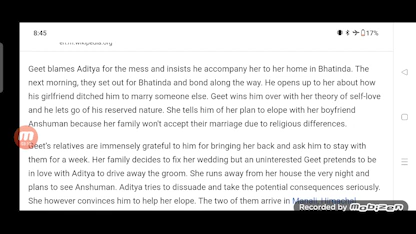 8:45
17%
en.m.wikipedia.org
Geet blames Aditya for the mess and insists he accompany her to her home in Bhatinda. The
next morning, they set out for Bhatinda and bond along the way. He opens up to her about how
his girlfriend ditched him to marry someone else. Geet wins him over with her theory of self-love
and he lets go of his reserved nature. She tells him of her plan to elope with her boyfriend
Anshuman because her family won't accept their marriage due to religious differences.
Geet's relatives are immensely grateful to him for bringing her back and ask him to stay with
them for a week. Her family decides to fix her wedding but an uninterested Geet pretends to be
in love with Aditya to drive away the groom. She runs away from her house the very night and
plans to see Anshuman. Aditya tries to dissuade and take the potential consequences seriously.
She however convinces him to help her elope. The two of them arrive in Manali, Himachal
Recorded by Mobizen